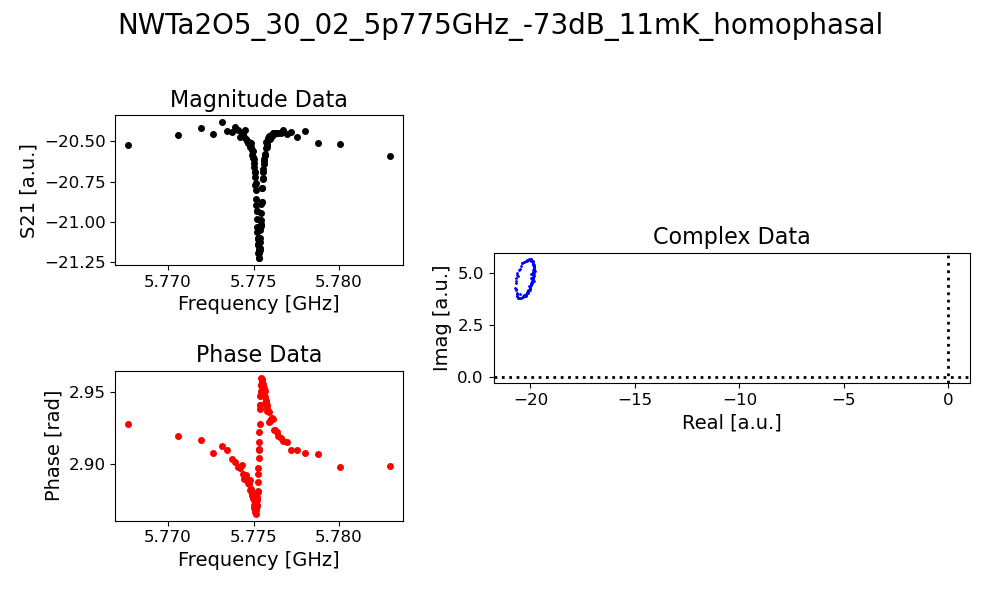 NWTa2O5_30_02_5p775GHz_-73dB_11mK_homophasal
Magnitude Data
S21 [a.u.]
−20.50
−20.75
−21.00
−21.25
5.770 5.775 5.780
Frequency [GHz]
Phase Data
Phase [rad]
2.95
2.90
5.770 5.775 5.780
Frequency [GHz]
Complex Data
Imag [a.u.]
5.0
2.5
0.0
−20 −15 −10 −5 0
Real [a.u.]